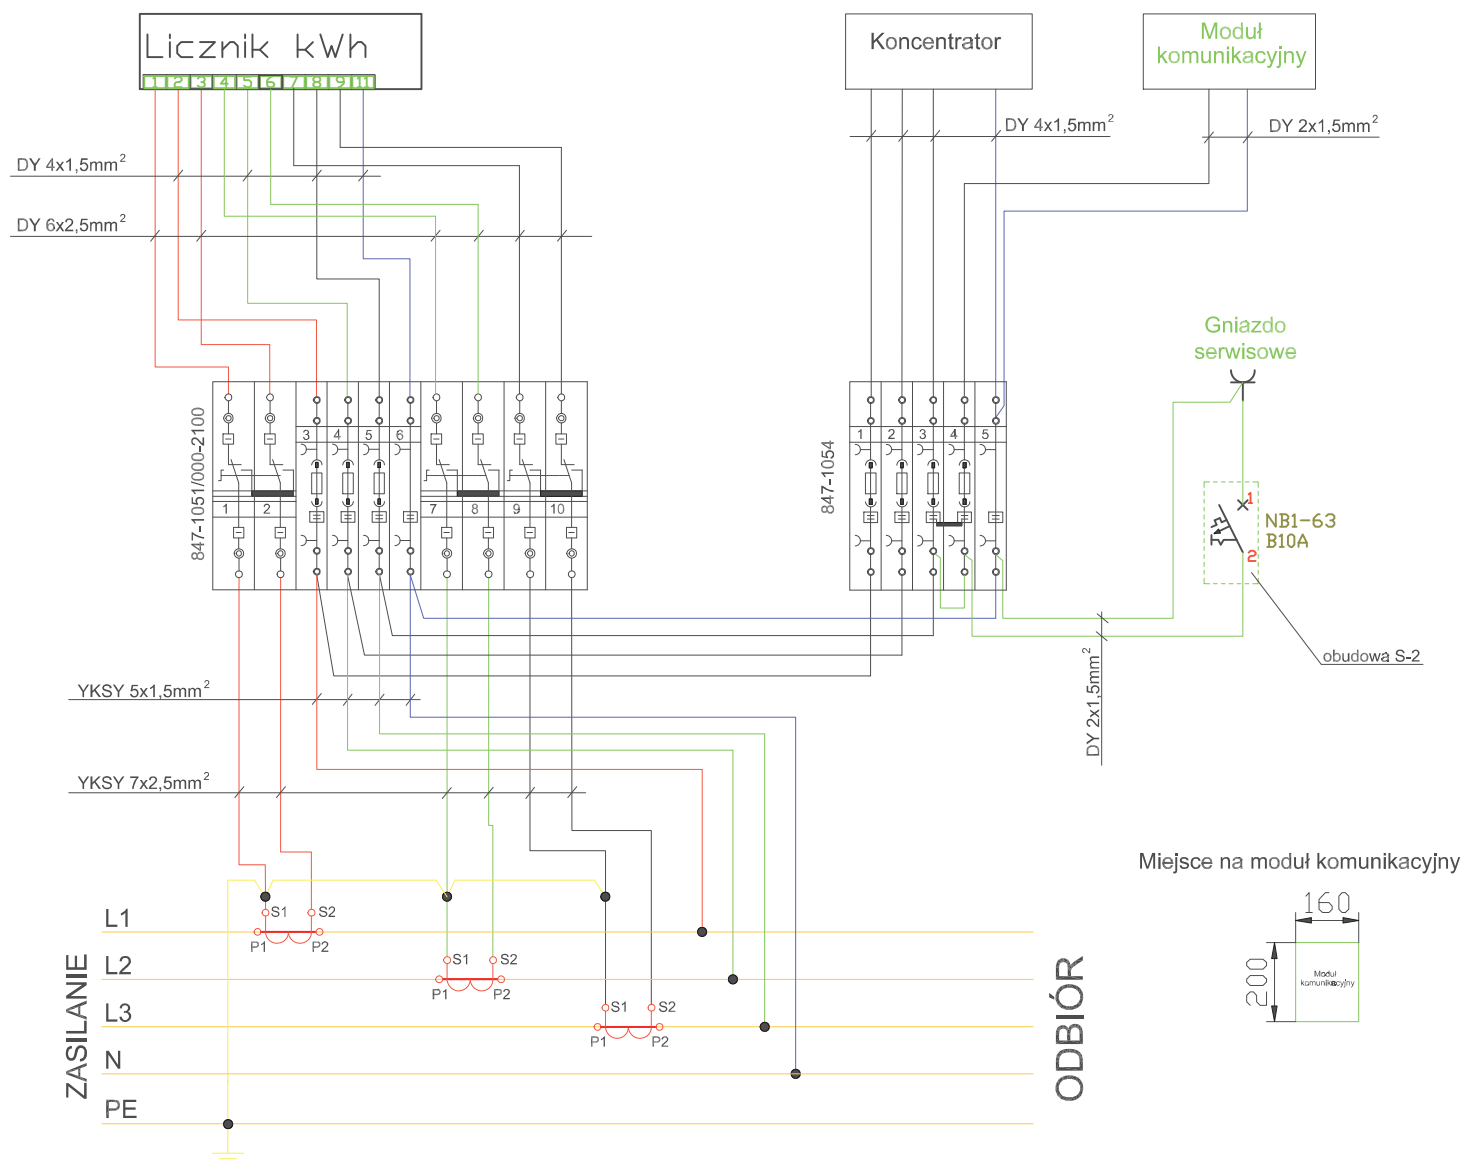 Licznik kWh
1 2 3 4 5 6 7 8 9 11
Koncentrator
Moduł
komunikacyjny
DY 4x1,5mm²
DY 6x2,5mm²
DY 4x1,5mm²
DY 2x1,5mm²
Gniazdo
serwisowe
847-1051/000-2100
3 4 5 6
1 2 7 8 9 10
847-1054
1 2 3 4 5
1
NB1-63
B10A
2
obudowa S-2
DY 2x1,5mm²
YKSY 5x1,5mm²
YKSY 7x2,5mm²
Miejsce na moduł komunikacyjny
160
200
Moduł
komunikacyjny
ZASILANIE
ODBIÓR
L1
S1 S2
P1 P2
L2
S1 S2
P1 P2
L3
S1 S2
P1 P2
N
PE